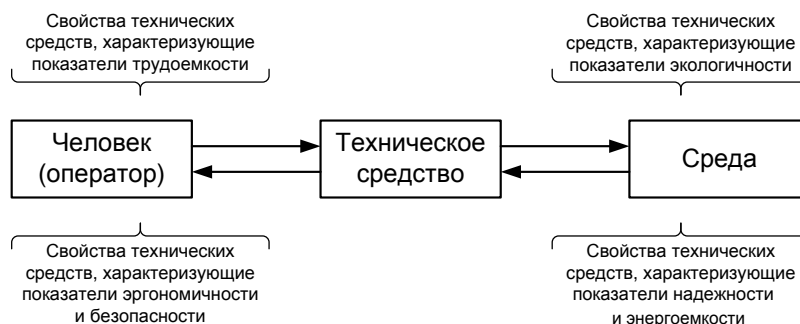 Свойства технических
средств, характеризующие
показатели трудоемкости
Свойства технических
средств, характеризующие
показатели экологичности
Человек
(оператор)
Техническое
средство
Среда
Свойства технических
средств, характеризующие
показатели эргономичности
и безопасности
Свойства технических
средств, характеризующие
показатели надежности
и энергоемкости